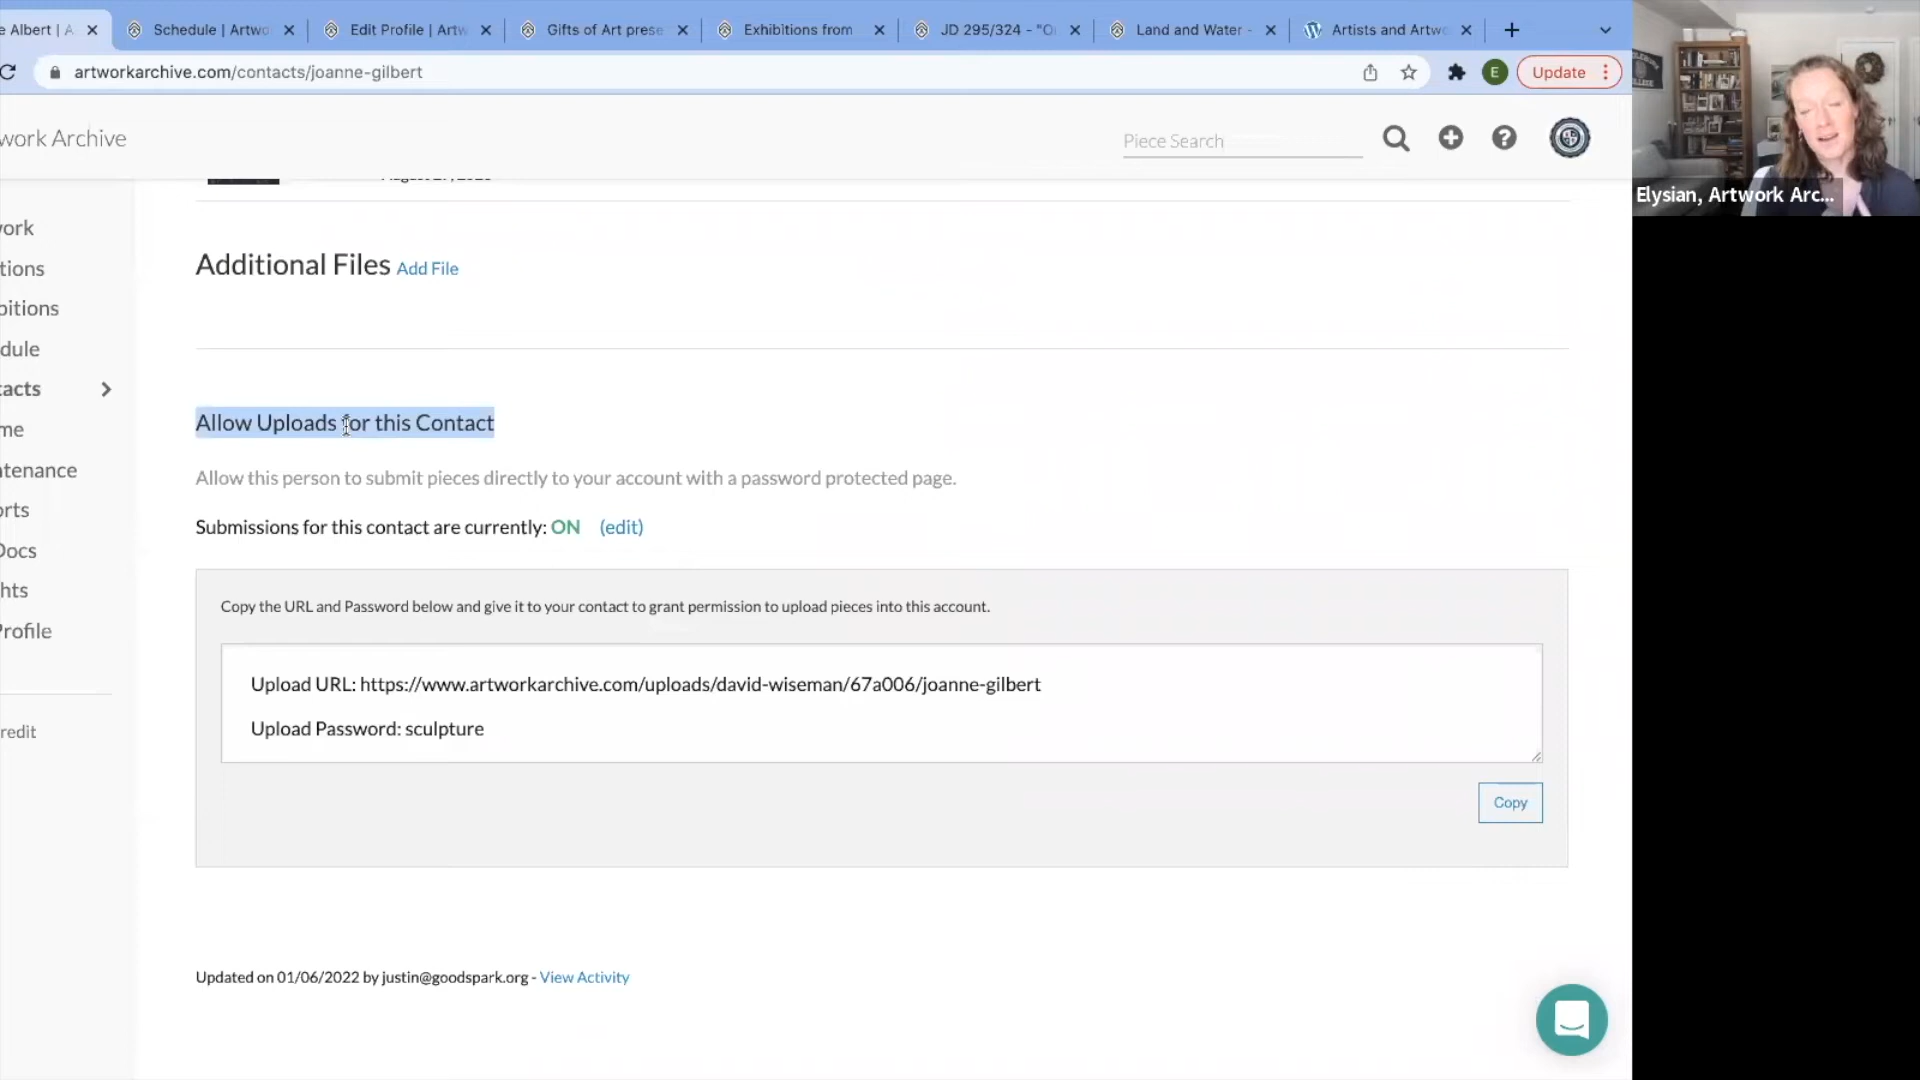 e Albert | A
Schedule | Artwo
Edit Profile | Artw
Gifts of Art prese
Exhibitions from
JD 295/324 - "O
Land and Water -
Artists and Artwo
artworkarchive.com/contacts/joanne-gilbert
E
Update
work Archive
Piece Search
Elysian, Artwork Arc...
ork
tions
bitions
dule
tacts
me
ntenance
orts
Docs
hts
Profile
redit
Additional Files Add File
Allow Uploads for this Contact
Allow this person to submit pieces directly to your account with a password protected page.
Submissions for this contact are currently: ON (edit)
Copy the URL and Password below and give it to your contact to grant permission to upload pieces into this account.
Upload URL: https://www.artworkarchive.com/uploads/david-wiseman/67a006/joanne-gilbert
Upload Password: sculpture
Copy
Updated on 01/06/2022 by justin@goodspark.org - View Activity